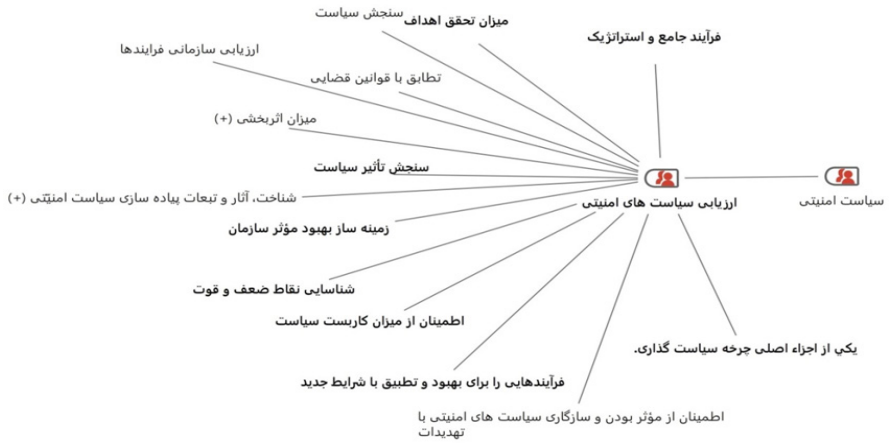 سنجش سیاست
میزان تحقق اهداف
فرآیند جامع و استراتژیک
ارزیابی سازمانی فرایندها
تطابق با قوانین قضایی
میزان اثربخشی (+)
سنجش تأثیر سیاست
شناخت، آثار و تبعات پیاده سازی سیاست امنیّتی (+)
ارزیابی سیاست های امنیتی
سیاست امنیتی
زمینه ساز بهبود مؤثر سازمان
شناسایی نقاط ضعف و قوت
اطمینان از میزان کاربست سیاست
یکي از اجزاء اصلی چرخه سیاست گذاری.
فرآیندهایی را برای بهبود و تطبیق با شرایط جدید
اطمینان از مؤثر بودن و سازگاری سیاست های امنیتی با
تهدیدات